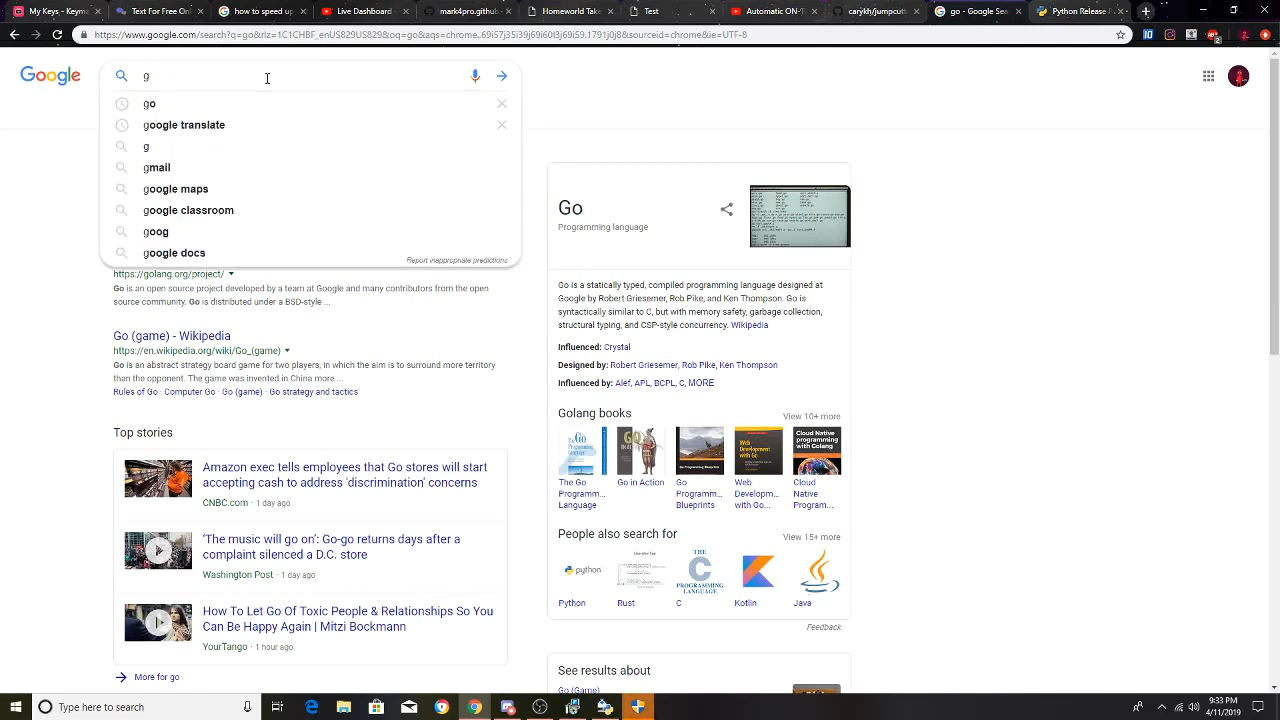 My Keys - Keyme
Text For Free Or
how to speed up
Live Dashboard -
mark4pro.github.
Homeworld Take
Test
Automatic ON-T
carykh/jumpcutt
go - Google Sea
Python Release F
https://www.google.com/search?q=go&rlz=1C1CHBF_enUS829US829&oq=go&aqs=chrome..69i57j35i39j69i60l3j69i59.1791j0j8&sourceid=chrome&ie=UTF-8
Google
g
go
google translate
g
gmail
google maps
google classroom
goog
google docs
Report inappropriate predictions
https://golang.org/project/
Go is an open source project developed by a team at Google and many contributors from the open
source community. Go is distributed under a BSD-style ...
Go (game) - Wikipedia
https://en.wikipedia.org/wiki/Go_(game)
Go is an abstract strategy board game for two players, in which the aim is to surround more territory
than the opponent. The game was invented in China more ...
Rules of Go · Computer Go · Go (game) · Go strategy and tactics
Top stories
Amazon exec tells employees that Go stores will start
accepting cash to address 'discrimination' concerns
CNBC.com · 1 day ago
'The music will go on': Go-go returns days after a
complaint silenced a D.C. store
Washington Post · 1 day ago
How To Let Go Of Toxic People & Relationships So You
Can Be Happy Again | Mitzi Bockmann
YourTango · 1 hour ago
More for go
Go
Programming language
Go is a statically typed, compiled programming language designed at
Google by Robert Griesemer, Rob Pike, and Ken Thompson. Go is
syntactically similar to C, but with memory safety, garbage collection,
structural typing, and CSP-style concurrency. Wikipedia
Influenced: Crystal
Designed by: Robert Griesemer, Rob Pike, Ken Thompson
Influenced by: Alef, APL, BCPL, C, MORE
Golang books
View 10+ more
The Go Programm... Language
Go in Action
Go Programm... Blueprints
Web Developm... with Go...
Cloud Native Program...
People also search for
View 15+ more
python
THE
C
PROGRAMMING
LANGUAGE
Java
Python
Rust
C
Kotlin
Java
Feedback
See results about
Go (Game)
Type here to search
9:33 PM
4/11/2019